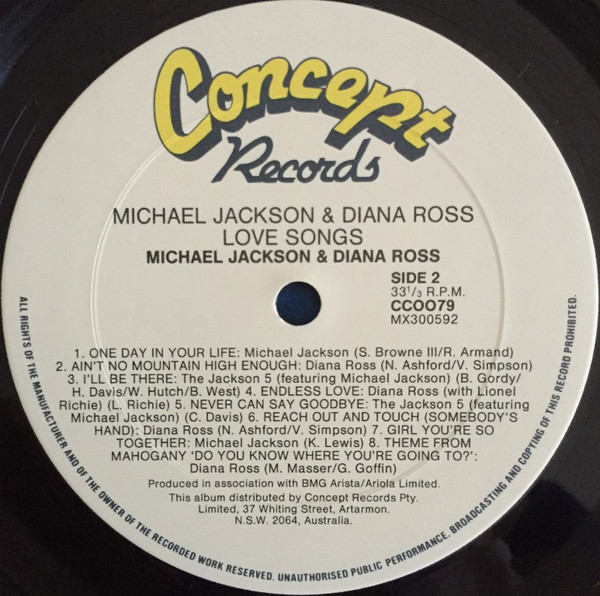 Concept
Records
MICHAEL JACKSON & DIANA ROSS
LOVE SONGS
MICHAEL JACKSON & DIANA ROSS
SIDE 2
33 1/3 R.P.M.
CC0079
MX300592
1. ONE DAY IN YOUR LIFE: Michael Jackson (S. Browne III/R. Armand)
2. AIN'T NO MOUNTAIN HIGH ENOUGH: Diana Ross (N. Ashford/V. Simpson)
3. I'LL BE THERE: The Jackson 5 (featuring Michael Jackson) (B. Gordy/
H. Davis/W. Hutch/B. West) 4. ENDLESS LOVE: Diana Ross (with Lionel
Richie) (L. Richie) 5. NEVER CAN SAY GOODBYE: The Jackson 5 (featuring
Michael Jackson) (C. Davis) 6. REACH OUT AND TOUCH (SOMEBODY'S
HAND): Diana Ross (N. Ashford/V. Simpson) 7. GIRL YOU'RE SO
TOGETHER: Michael Jackson (K. Lewis) 8. THEME FROM
MAHOGANY 'DO YOU KNOW WHERE YOU'RE GOING TO?':
Diana Ross (M. Masser/G. Goffin)
Produced in association with BMG Arista/Ariola Limited.
This album distributed by Concept Records Pty.
Limited, 37 Whiting Street, Artarmon.
N.S.W. 2064, Australia.
ALL RIGHTS OF THE MANUFACTURER AND OF THE OWNER OF THE RECORDED WORK RESERVED. UNAUTHORISED PUBLIC PERFORMANCE, BROADCASTING AND COPYING OF THIS RECORD PROHIBITED.